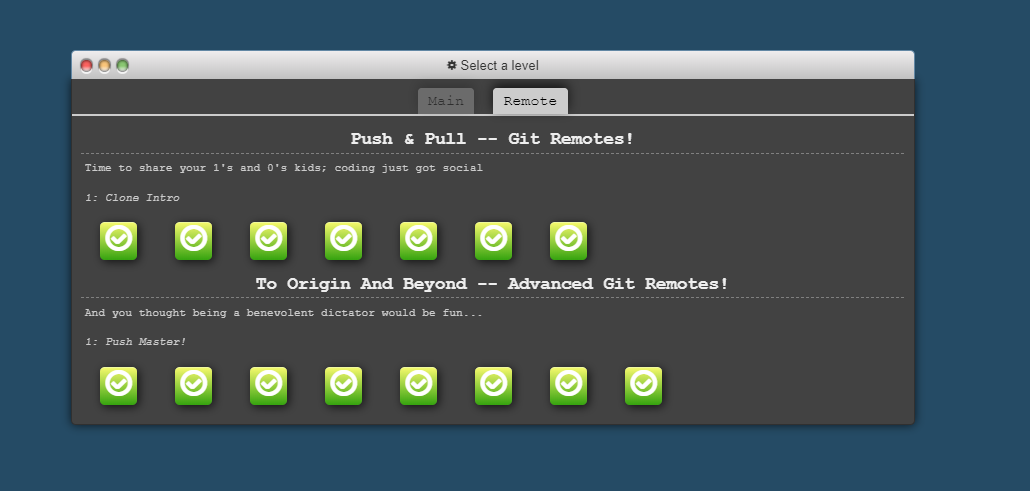 Select a level
Main
Remote
Push & Pull -- Git Remotes!
Time to share your 1's and 0's kids; coding just got social
1: Clone Intro
To Origin And Beyond -- Advanced Git Remotes!
And you thought being a benevolent dictator would be fun...
1: Push Master!